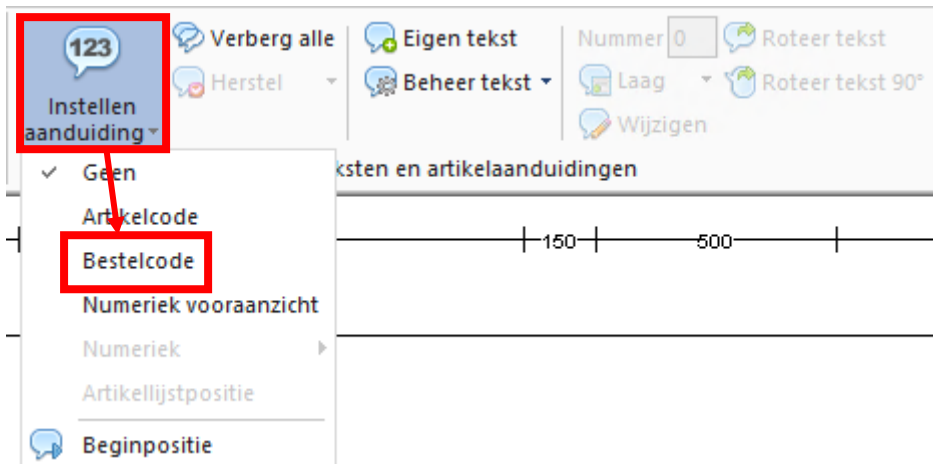 123
Instellen
aanduiding
Verberg alle
Herstel
Eigen tekst
Beheer tekst
Nummer 0
Laag
Wijzigen
Roteer tekst
Roteer tekst 90°
ksten en artikelaanduidingen
Geen
Artikelcode
Bestelcode
Numeriek vooraanzicht
Numeriek
Artikellijstpositie
Beginpositie
150 500